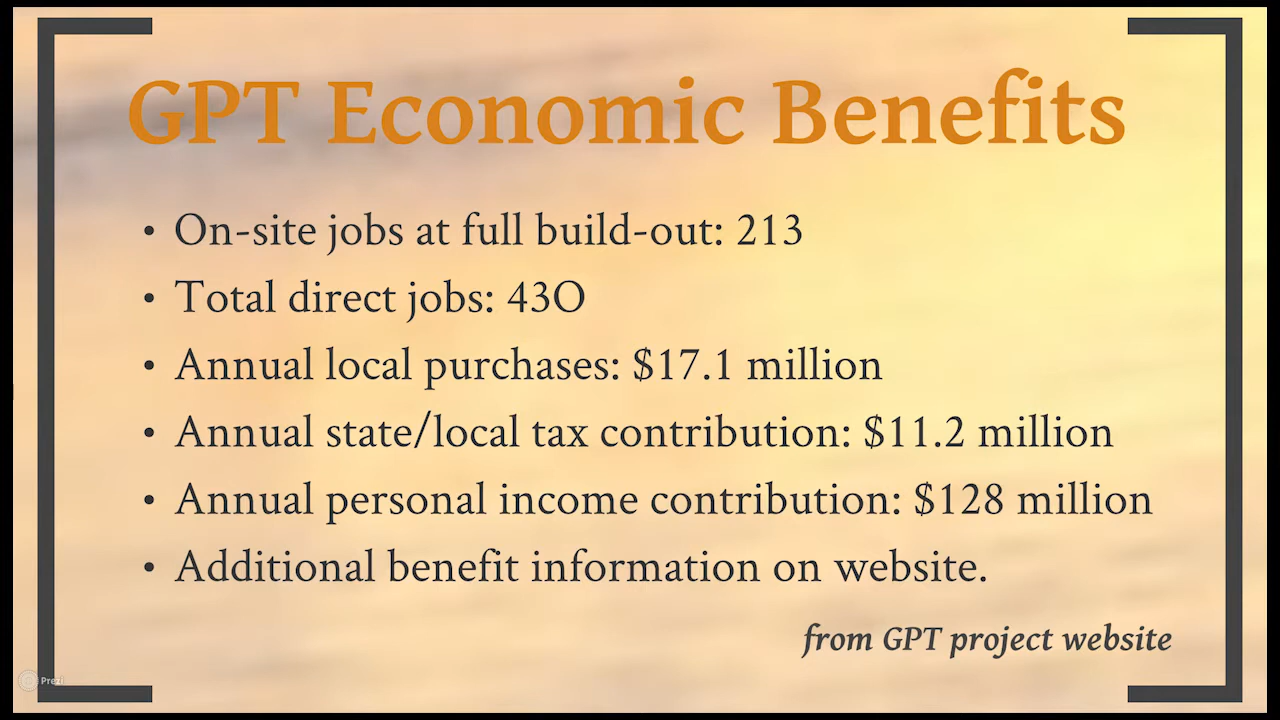 GPT Economic Benefits
• On-site jobs at full build-out: 213
• Total direct jobs: 43O
• Annual local purchases: $17.1 million
• Annual state/local tax contribution: $11.2 million
• Annual personal income contribution: $128 million
• Additional benefit information on website.
from GPT project website
Prezi